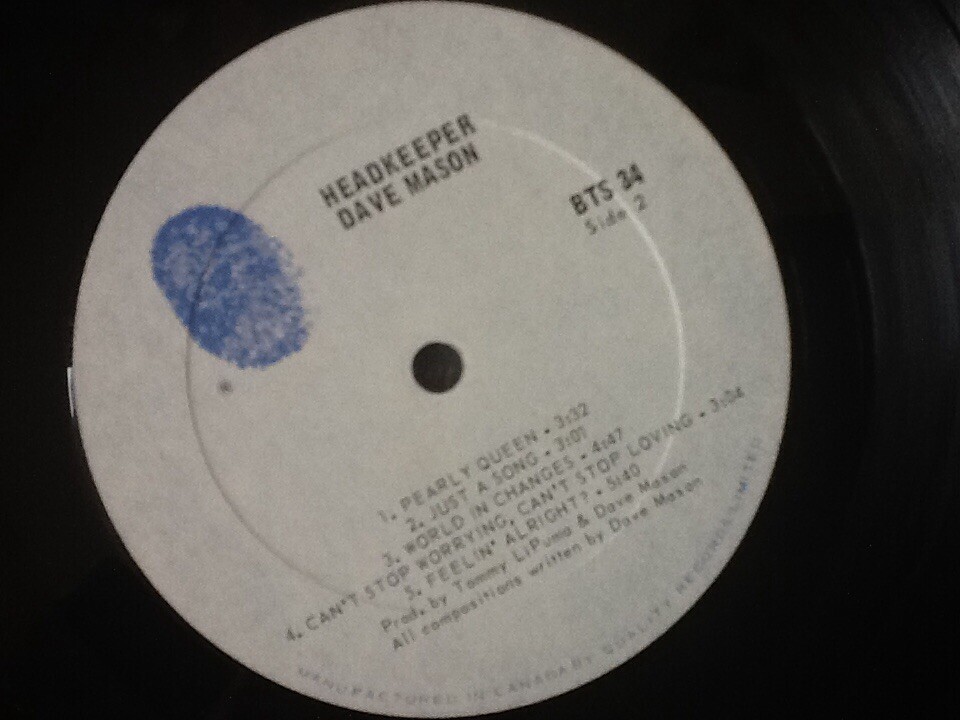 HEADKEEPER
DAVE MASON
BTS 34
Side 2
1. PEARLY QUEEN - 3:32
2. JUST A SONG - 3:01
3. WORLD IN CHANGES - 4:47
4. CAN'T STOP WORRYING, CAN'T STOP LOVING - 3:04
5. FEELIN' ALRIGHT? - 5:40
Prod. by Tommy LiPuma & Dave Mason
All compositions written by Dave Mason
MANUFACTURED IN CANADA BY QUALITY RECORDS LIMITED